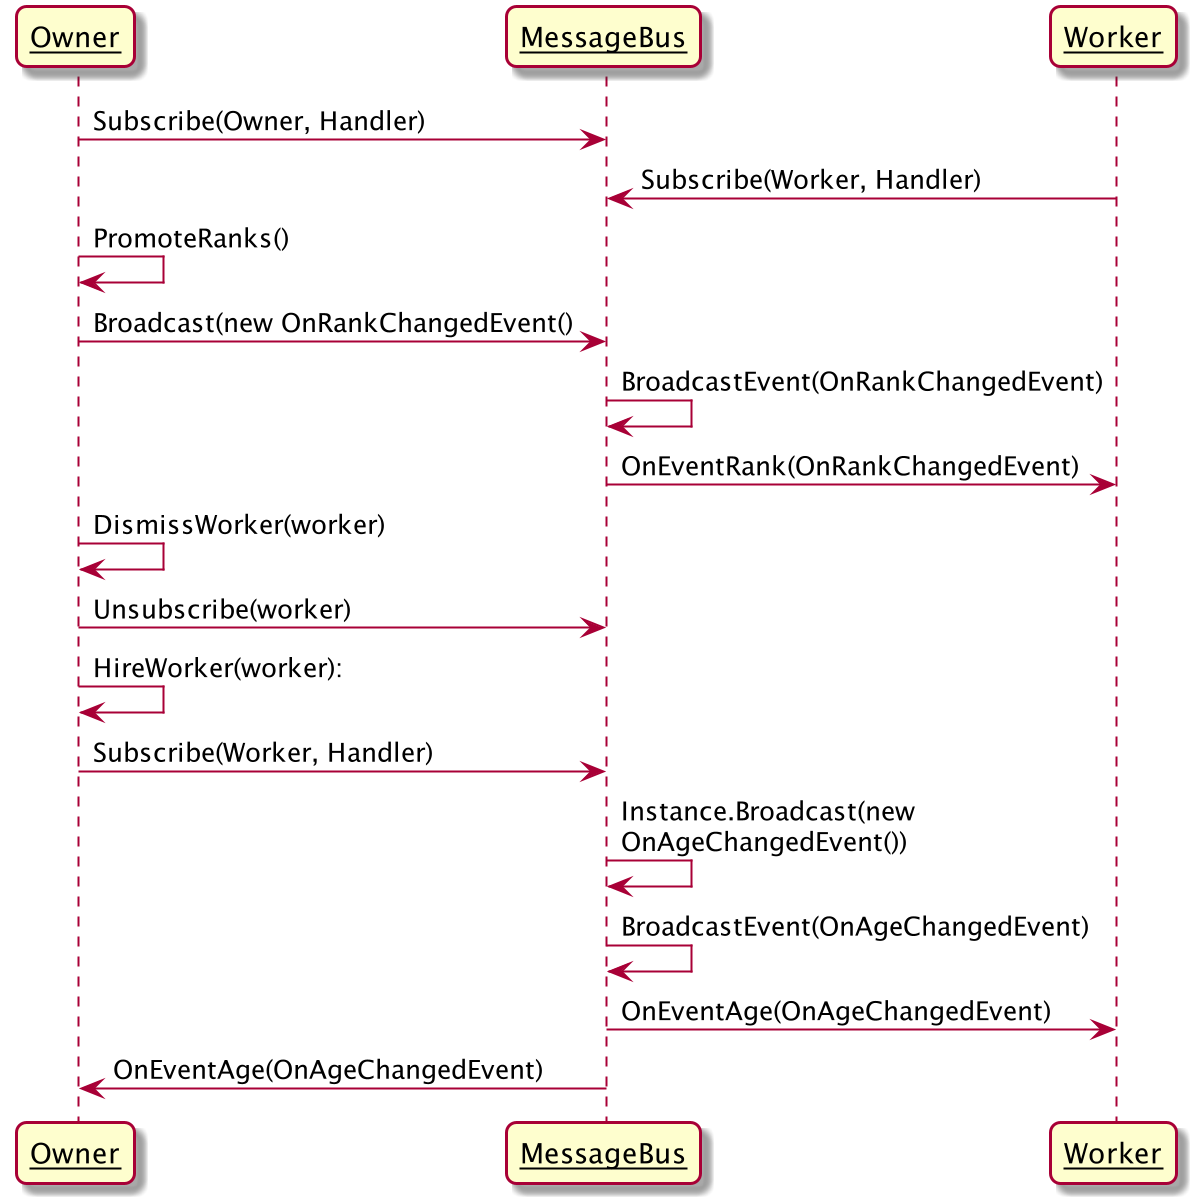 Owner
MessageBus
Worker
Subscribe(Owner, Handler)
Subscribe(Worker, Handler)
PromoteRanks()
Broadcast(new OnRankChangedEvent()
BroadcastEvent(OnRankChangedEvent)
OnEventRank(OnRankChangedEvent)
DismissWorker(worker)
Unsubscribe(worker)
HireWorker(worker):
Subscribe(Worker, Handler)
Instance.Broadcast(new
OnAgeChangedEvent())
BroadcastEvent(OnAgeChangedEvent)
OnEventAge(OnAgeChangedEvent)
OnEventAge(OnAgeChangedEvent)
Owner
MessageBus
Worker